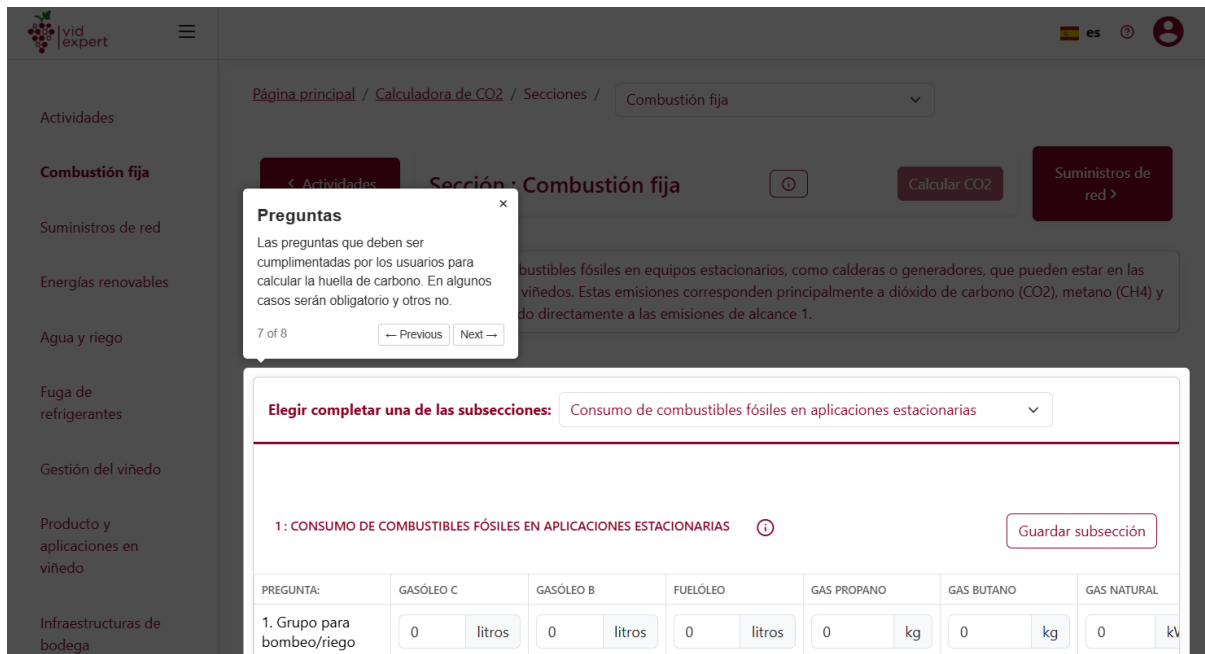 vid
expert
es
Página principal / Calculadora de CO2 / Secciones /
Combustión fija
Actividades
Combustión fija
Suministros de red
Energías renovables
Agua y riego
Fuga de
refrigerantes
Gestión del viñedo
Producto y
aplicaciones en
viñedo
Infraestructuras de
bodega
< Actividades
Sección : Combustión fija
Calcular CO2
Suministros de
red >
Preguntas
×
Las preguntas que deben ser
cumplimentadas por los usuarios para
calcular la huella de carbono. En algunos
casos serán obligatorio y otros no.
7 of 8
← Previous
Next →
bustibles fósiles en equipos estacionarios, como calderas o generadores, que pueden estar en las
viñedos. Estas emisiones corresponden principalmente a dióxido de carbono (CO2), metano (CH4) y
do directamente a las emisiones de alcance 1.
Elegir completar una de las subsecciones:
Consumo de combustibles fósiles en aplicaciones estacionarias
1 : CONSUMO DE COMBUSTIBLES FÓSILES EN APLICACIONES ESTACIONARIAS
Guardar subsección
PREGUNTA: GASÓLEO C GASÓLEO B FUELÓLEO GAS PROPANO GAS BUTANO GAS NATURAL
1. Grupo para
bombeo/riego
0 litros 0 litros 0 litros 0 kg 0 kg 0